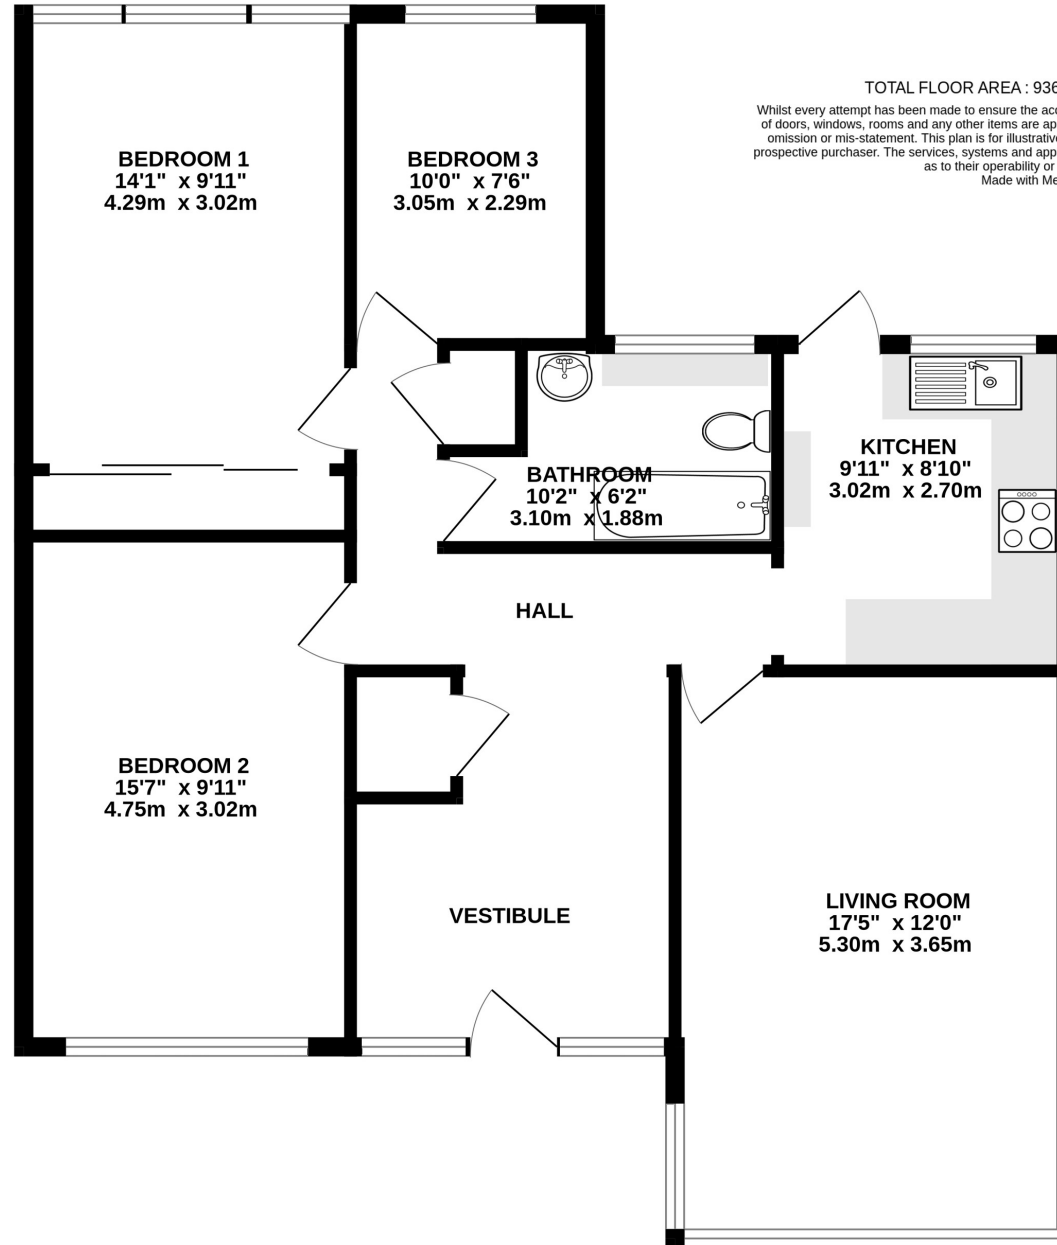 TOTAL FLOOR AREA : 936
Whilst every attempt has been made to ensure the
of doors, windows, rooms and any other items are
omission or mis-statement. This plan is for
prospective purchaser. The services, systems and
as to their operability or
Made with
BEDROOM 1
14'1" x 9'11"
4.29m x 3.02m
BEDROOM 3
10'0" x 7'6"
3.05m x 2.29m
BATHROOM
10'2" x 6'2"
3.10m x 1.88m
KITCHEN
9'11" x 8'10"
3.02m x 2.70m
HALL
BEDROOM 2
15'7" x 9'11"
4.75m x 3.02m
VESTIBULE
LIVING ROOM
17'5" x 12'0"
5.30m x 3.65m